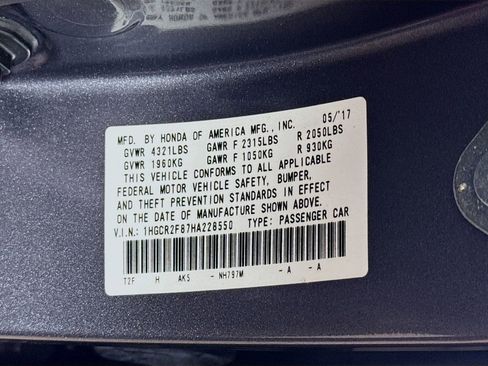 MFD. BY HONDA OF AMERICA MFG., INC. 05/'17
GVWR 4321LBS GAWR F 2315LBS R 2050LBS
GVWR 1960KG GAWR F 1050KG R 930KG
THIS VEHICLE CONFORMS TO ALL APPLICABLE
FEDERAL MOTOR VEHICLE SAFETY, BUMPER,
AND THEFT PREVENTION STANDARDS IN EFFECT
ON THE DATE OF MANUFACTURE SHOWN ABOVE.
V.I.N.: 1HGCR2F87HA228550 TYPE: PASSENGER CAR
T2F H AK5 - NH797M - A - A